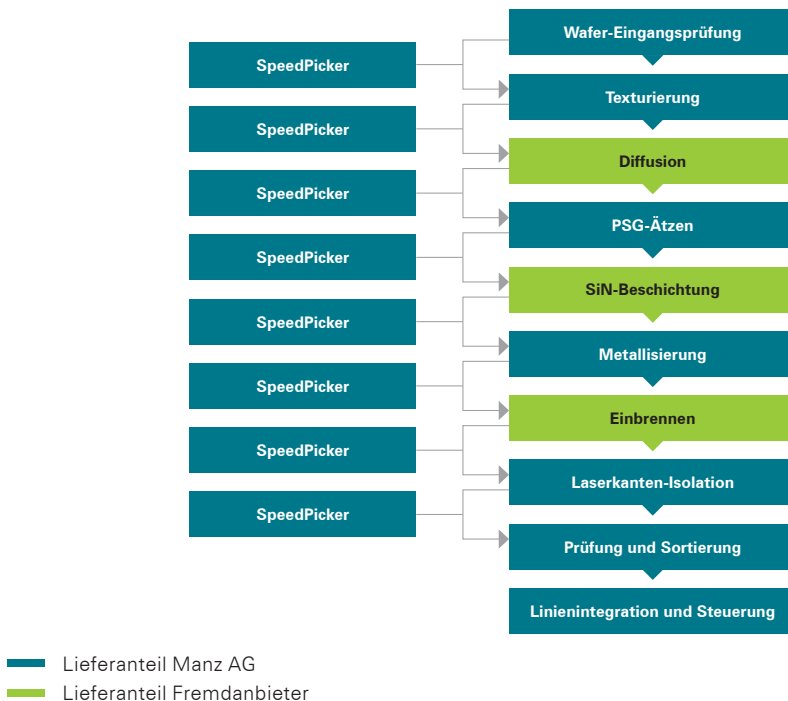 Wafer-Eingangsprüfung
SpeedPicker
Texturierung
SpeedPicker
Diffusion
SpeedPicker
PSG-Ätzen
SpeedPicker
SiN-Beschichtung
SpeedPicker
Metallisierung
SpeedPicker
Einbrennen
SpeedPicker
Laserkanten-Isolation
SpeedPicker
Prüfung und Sortierung
Linienintegration und Steuerung
Lieferanteil Manz AG
Lieferanteil Fremdanbieter